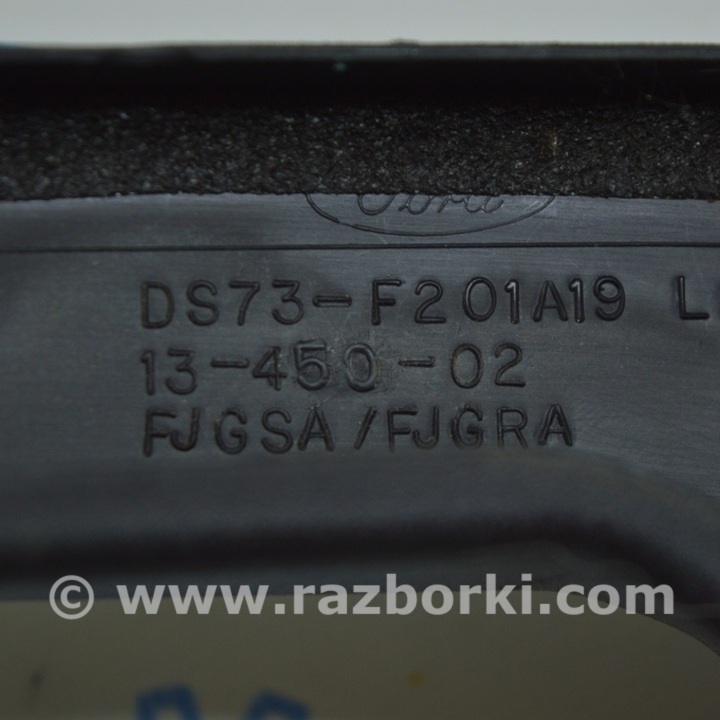 Ford
DS73-F201A19 L
13-450-02
FJGSA/FJGRA
© www.razborki.com